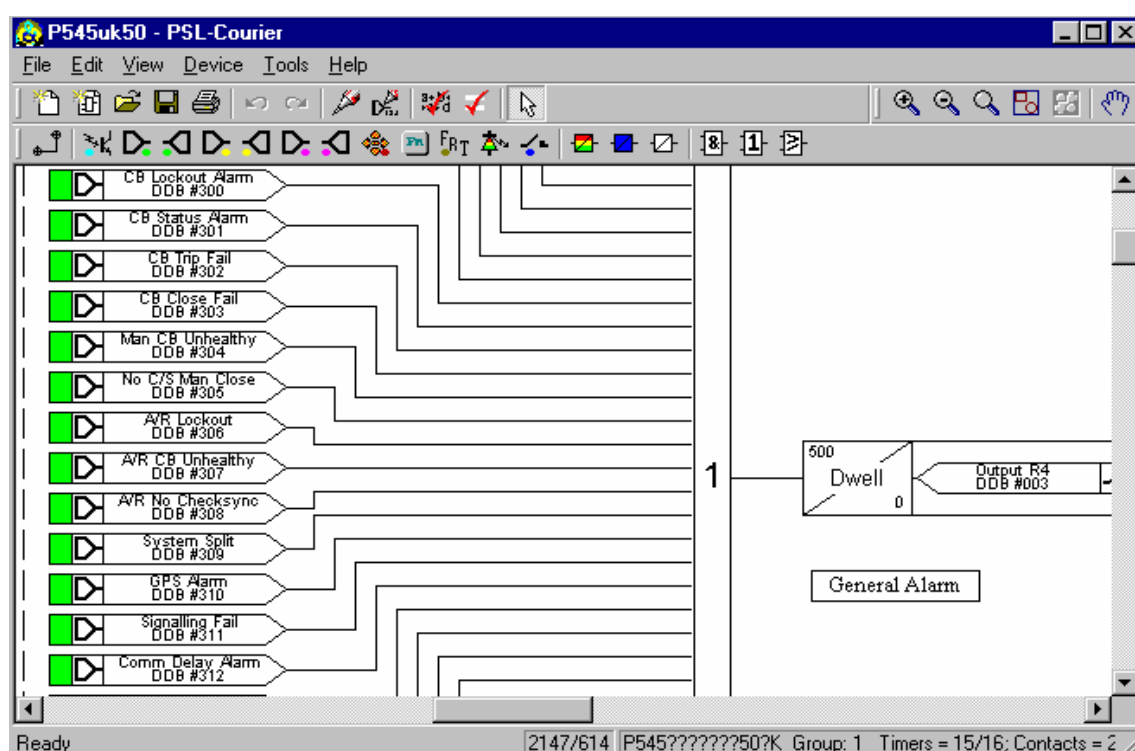 P545uk50 - PSL-Courier
File Edit View Device Tools Help
CB Lockout Alarm
DDB #300
CB Status Alarm
DDB #301
CB Trip Fail
DDB #302
CB Close Fail
DDB #303
Man CB Unhealthy
DDB #304
No C/S Man Close
DDB #305
A/R Lockout
DDB #306
A/R CB Unhealthy
DDB #307
A/R No Checksync
DDB #308
System Split
DDB #309
GPS Alarm
DDB #310
Signalling Fail
DDB #311
Comm Delay Alarm
DDB #312
1
500
Dwell
0
Output R4
DDB #003
General Alarm
Ready 2147/614 P545???????50?K Group: 1 Timers = 15/16; Contacts = 2